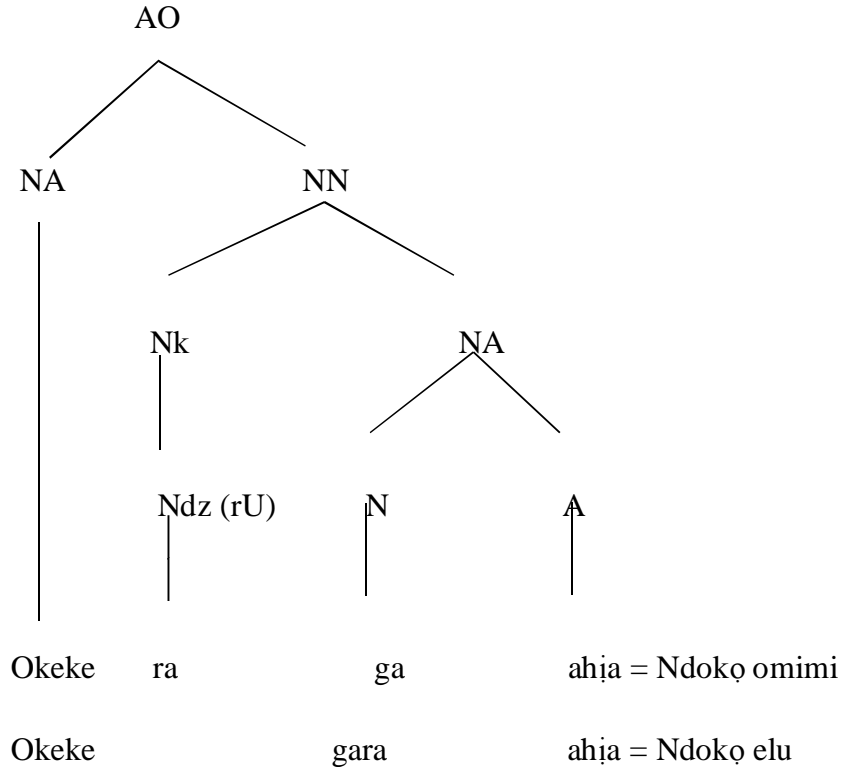 AO
NA NN
Nk NA
Ndz (rU) N A
Okeke ra ga ahịa = Ndokọ omimi
Okeke gara ahịa = Ndokọ elu